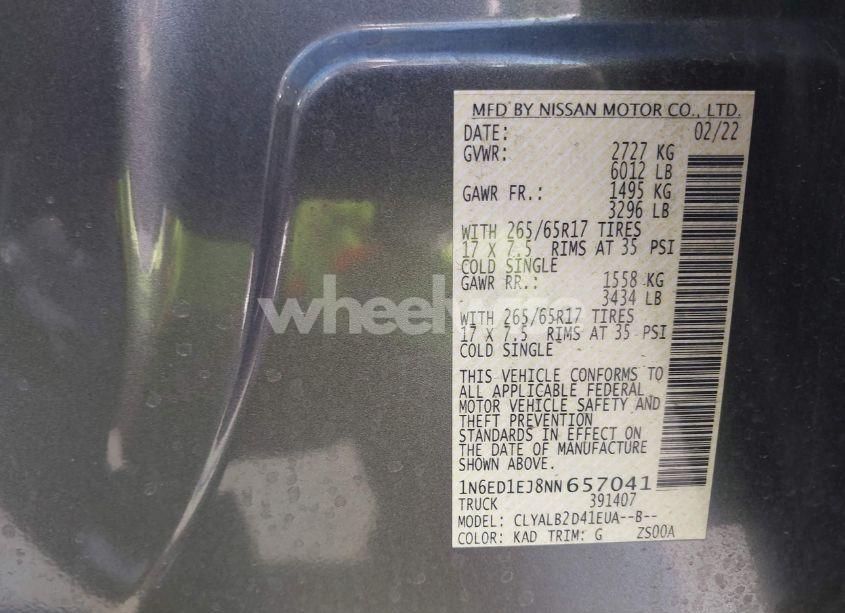 MFD BY NISSAN MOTOR CO., LTD.
DATE: 02/22
GVWR: 2727 KG
6012 LB
GAWR FR.: 1495 KG
3296 LB
WITH 265/65R17 TIRES
17 X 7.5 RIMS AT 35 PSI
COLD SINGLE
GAWR RR.: 1558 KG
3434 LB
WITH 265/65R17 TIRES
17 X 7.5 RIMS AT 35 PSI
COLD SINGLE
THIS VEHICLE CONFORMS TO
ALL APPLICABLE FEDERAL
MOTOR VEHICLE SAFETY AND
THEFT PREVENTION
STANDARDS IN EFFECT ON
THE DATE OF MANUFACTURE
SHOWN ABOVE.
1N6ED1EJ8NN657041
TRUCK 391407
MODEL: CLYALB2D41EUA--B--
COLOR: KAD TRIM: G ZS00A